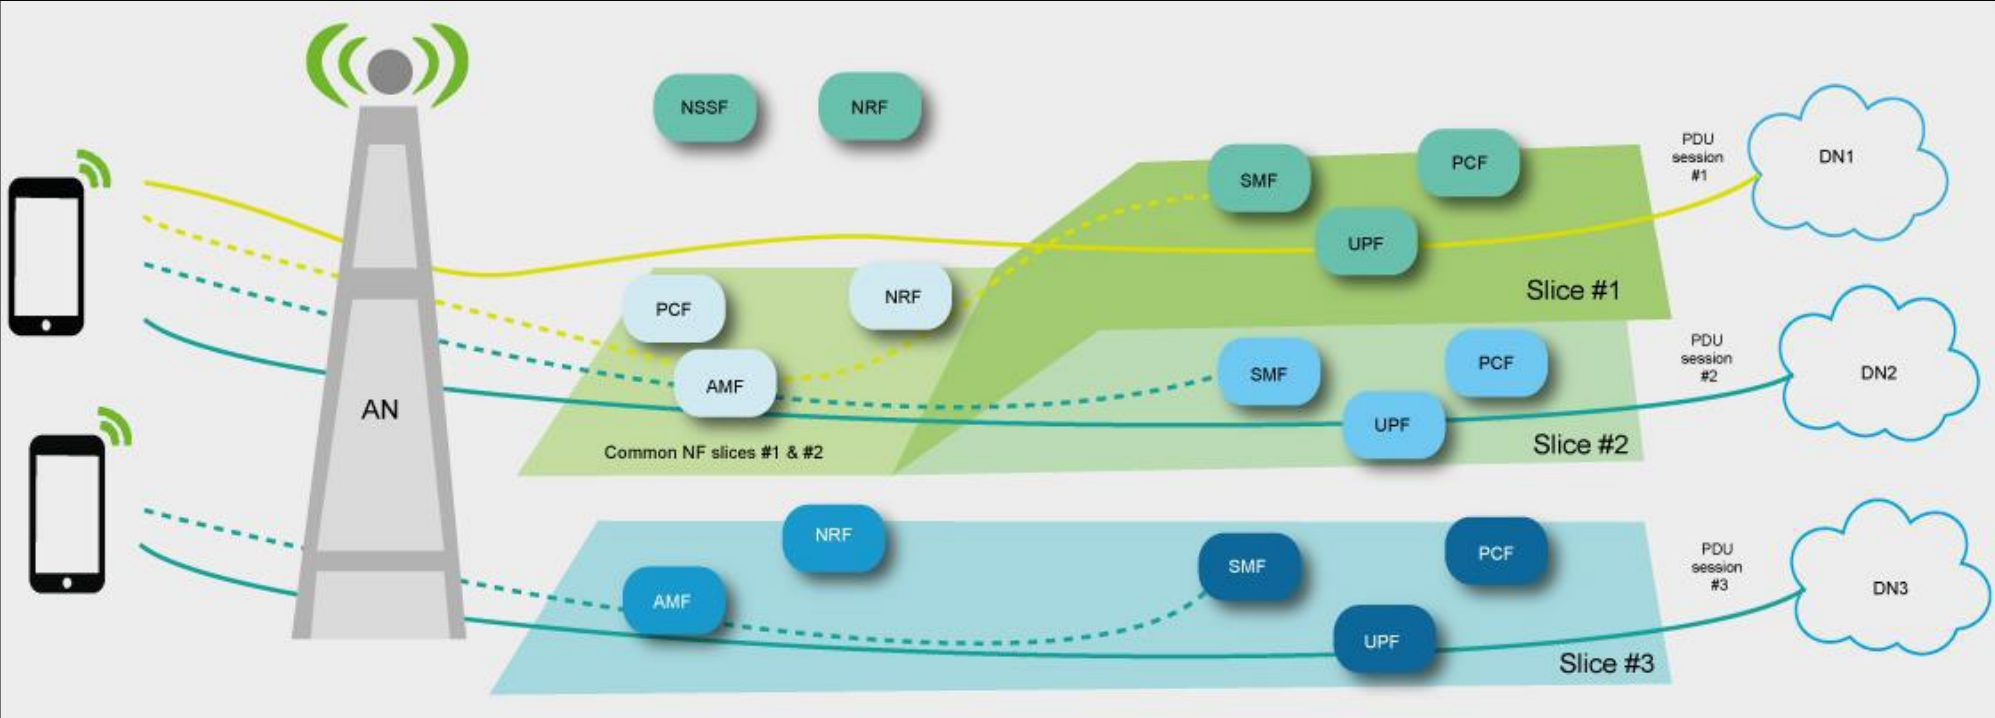 NSSF
NRF
SMF
PCF
UPF
Slice #1
PDU
session
#1
DN1
AN
PCF
NRF
AMF
Common NF slices #1 & #2
SMF
PCF
UPF
Slice #2
PDU
session
#2
DN2
NRF
AMF
SMF
PCF
UPF
Slice #3
PDU
session
#3
DN3